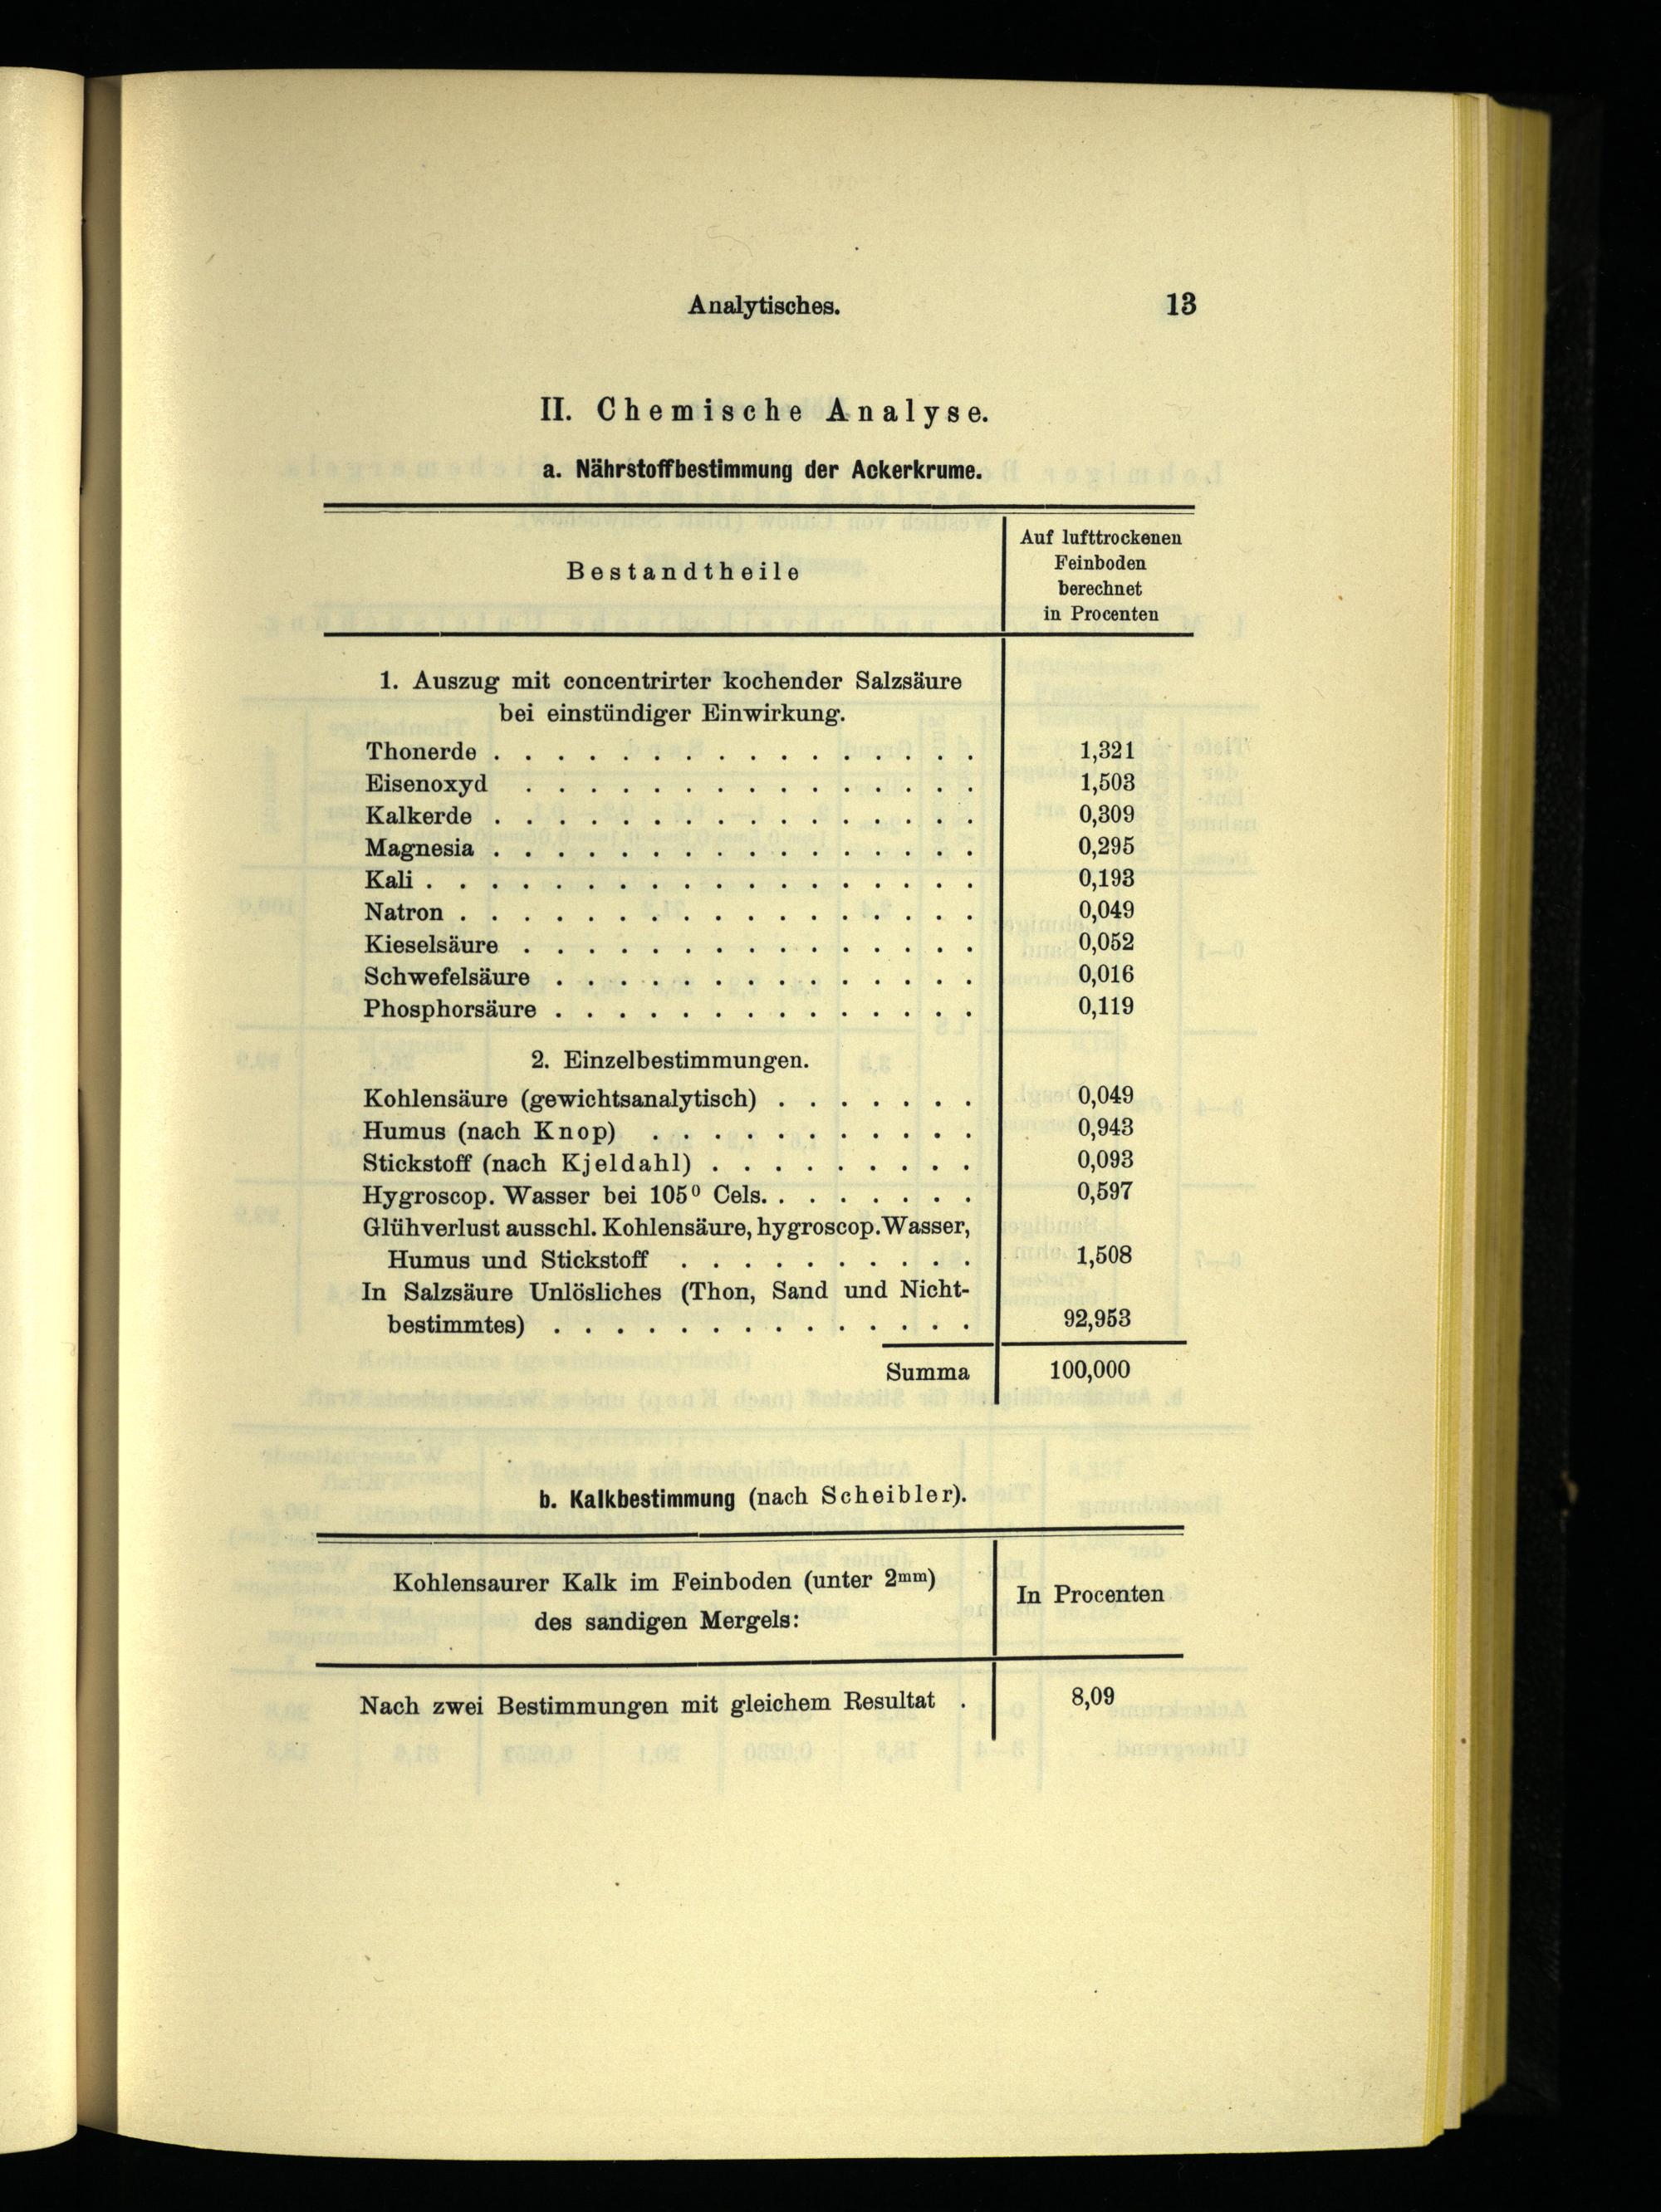 Analytisches. 13
II. Chemische Analyse.
a. Nährstoffbestimmung der Ackerkrume.
Bestandtheile
Auf lufttrockenen
Feinboden
berechnet
in Procenten
1. Auszug mit concentrirter kochender Salzsäure
bei einstündiger Einwirkung.
Thonerde . . . . . . . . . . . . . . . . 1,321
Eisenoxyd . . . . . . . . . . . . . . . 1,503
Kalkerde . . . . . . . . . . . . . . . . 0,309
Magnesia . . . . . . . . . . . . . . . . 0,295
Kali . . . . . . . . . . . . . . . . . . 0,193
Natron . . . . . . . . . . . . . . . . . 0,049
Kieselsäure . . . . . . . . . . . . . . . 0,052
Schwefelsäure . . . . . . . . . . . . . . 0,016
Phosphorsäure . . . . . . . . . . . . . . 0,119
2. Einzelbestimmungen.
Kohlensäure (gewichtsanalytisch) . . . . . . . 0,049
Humus (nach Knop) . . . . . . . . . . . 0,943
Stickstoff (nach Kjeldahl) . . . . . . . . . 0,093
Hygroscop. Wasser bei 105⁰ Cels. . . . . . . . 0,597
Glühverlust ausschl. Kohlensäure, hygroscop. Wasser,
Humus und Stickstoff . . . . . . . . . . 1,508
In Salzsäure Unlösliches (Thon, Sand und Nicht-
bestimmtes) . . . . . . . . . . . . . . 92,953
Summa 100,000
b. Kalkbestimmung (nach Scheibler).
Kohlensaurer Kalk im Feinboden (unter 2mm)
des sandigen Mergels:
In Procenten
Nach zwei Bestimmungen mit gleichem Resultat . 8,09